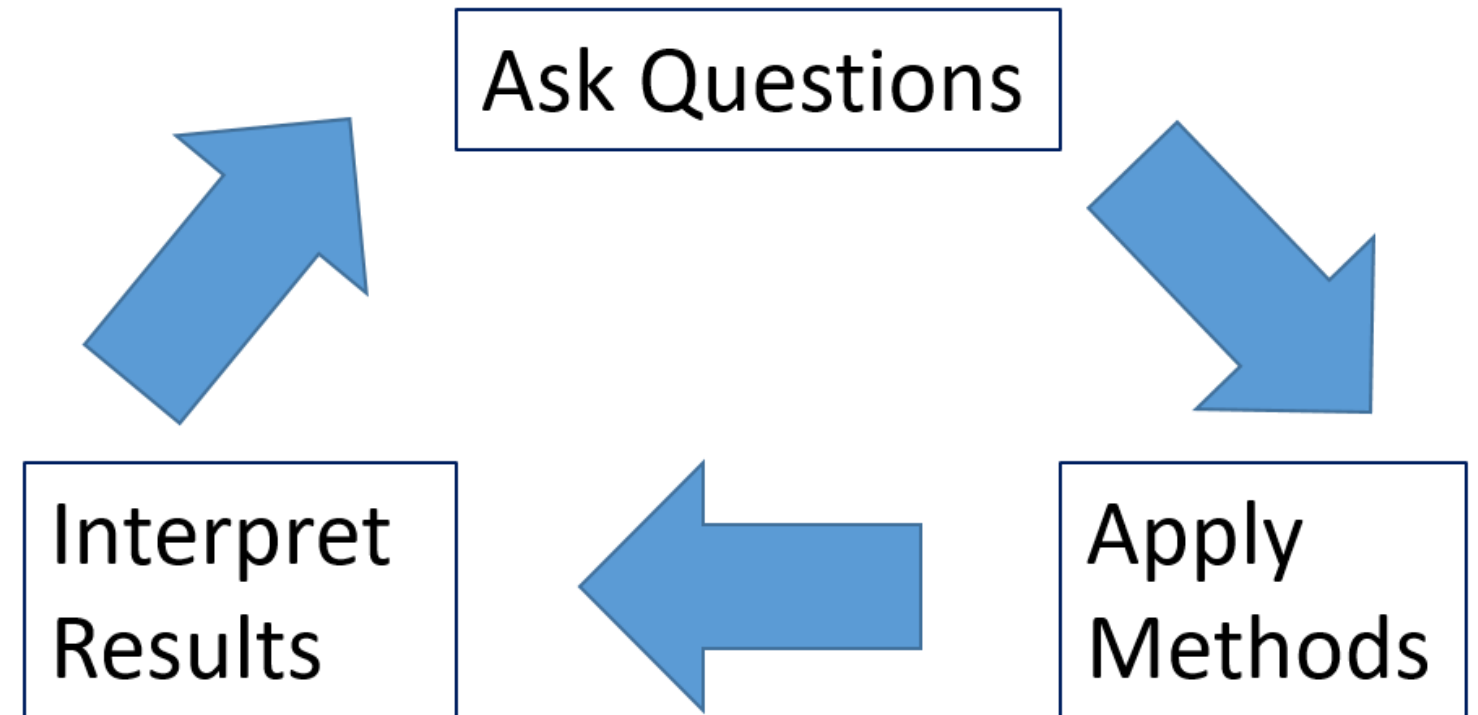 Ask Questions
Interpret
Results
Apply
Methods